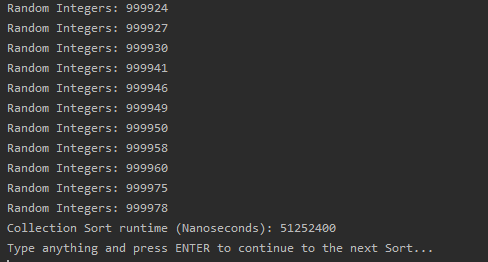 Random Integers: 999924
Random Integers: 999927
Random Integers: 999930
Random Integers: 999941
Random Integers: 999946
Random Integers: 999949
Random Integers: 999950
Random Integers: 999958
Random Integers: 999960
Random Integers: 999975
Random Integers: 999978
Collection Sort runtime (Nanoseconds): 51252400
Type anything and press ENTER to continue to the next Sort...